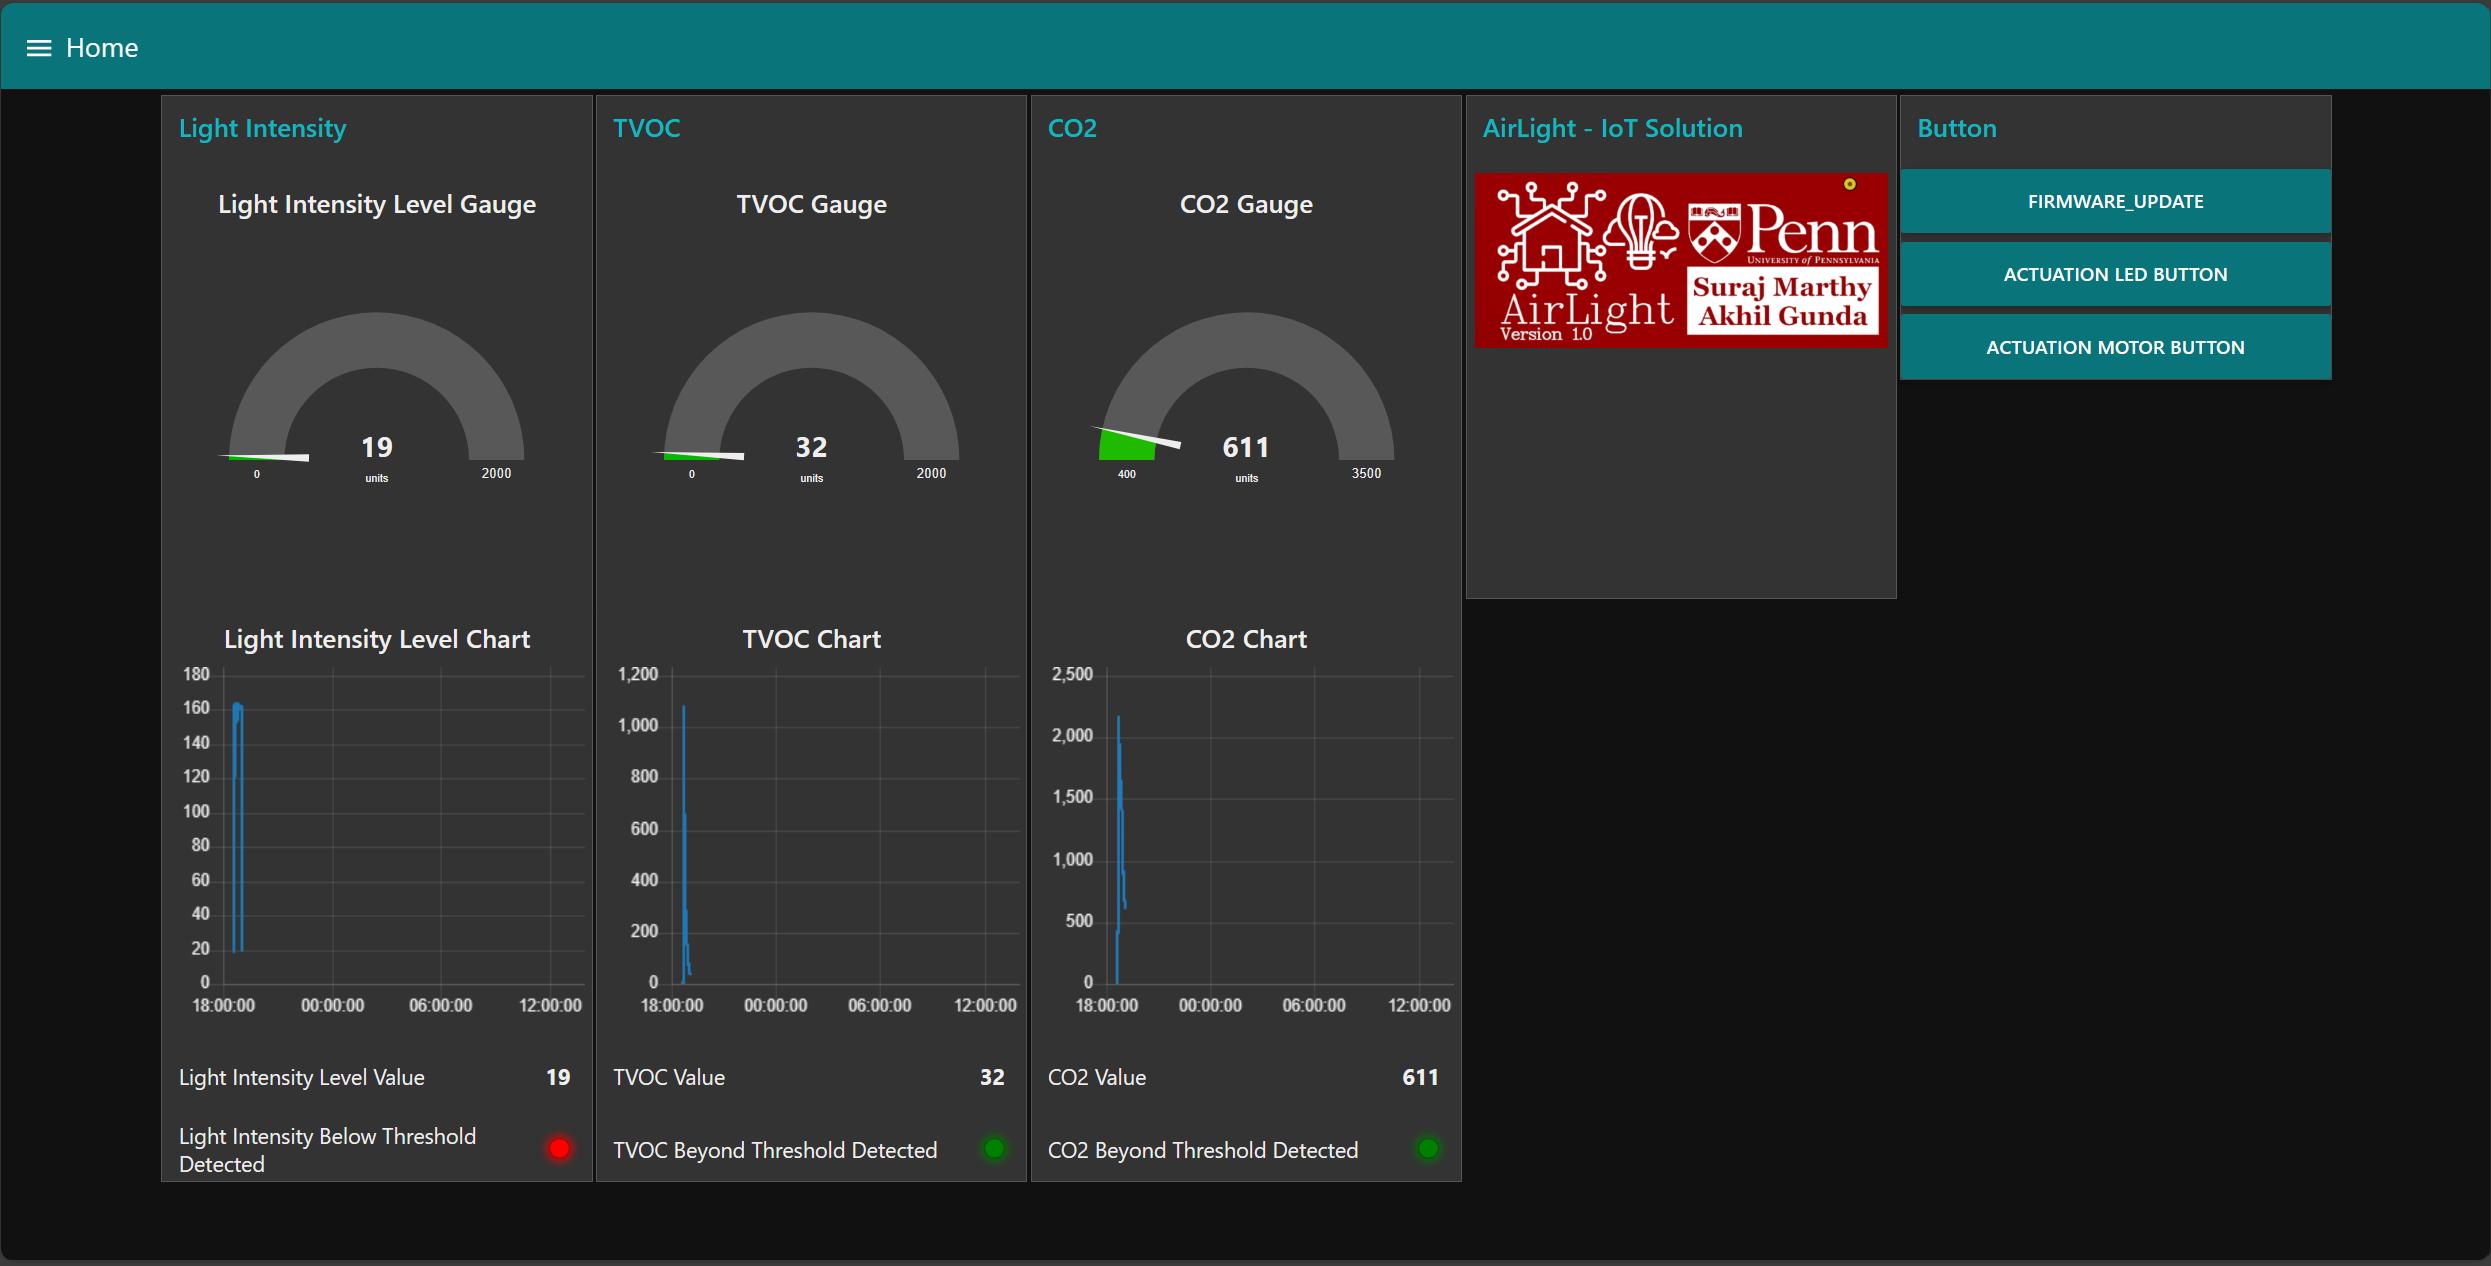 Home
Light Intensity
Light Intensity Level Gauge
19
units
0
2000
Light Intensity Level Chart
180
160
140
120
100
80
60
40
20
0
18:00:00 00:00:00 06:00:00 12:00:00
Light Intensity Level Value 19
Light Intensity Below Threshold
Detected
TVOC
TVOC Gauge
32
units
0
2000
TVOC Chart
1,200
1,000
800
600
400
200
0
18:00:00 00:00:00 06:00:00 12:00:00
TVOC Value 32
TVOC Beyond Threshold Detected
CO2
CO2 Gauge
611
units
400
3500
CO2 Chart
2,500
2,000
1,500
1,000
500
0
18:00:00 00:00:00 06:00:00 12:00:00
CO2 Value 611
CO2 Beyond Threshold Detected
AirLight - IoT Solution
AirLight
Version 1.0
Penn
UNIVERSITY of PENNSYLVANIA
Suraj Marthy
Akhil Gunda
Button
FIRMWARE_UPDATE
ACTUATION LED BUTTON
ACTUATION MOTOR BUTTON